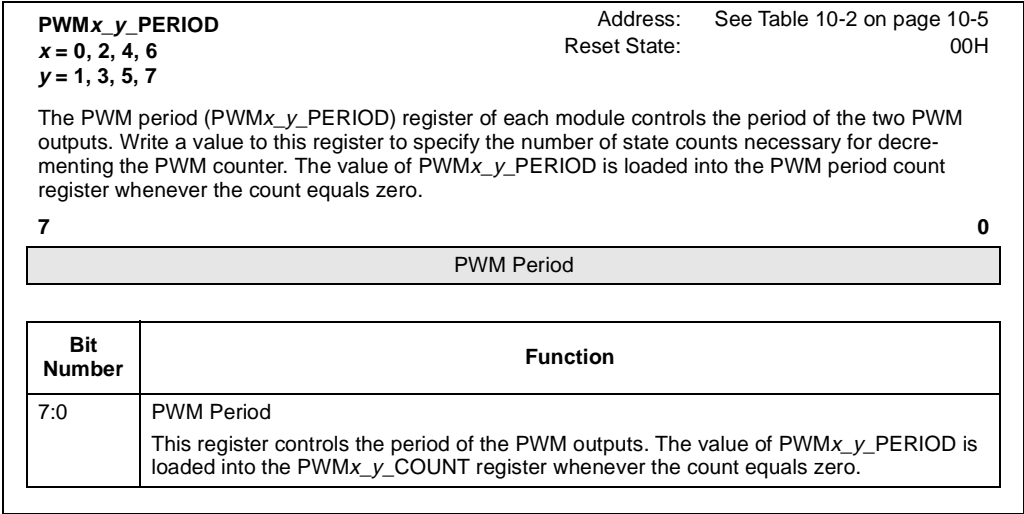 PWMx_y_PERIOD
x = 0, 2, 4, 6
y = 1, 3, 5, 7
Address: See Table 10-2 on page 10-5
Reset State: 00H
The PWM period (PWMx_y_PERIOD) register of each module controls the period of the two PWM
outputs. Write a value to this register to specify the number of state counts necessary for decre-
menting the PWM counter. The value of PWMx_y_PERIOD is loaded into the PWM period count
register whenever the count equals zero.
7 0
PWM Period
Bit
Number
Function
7:0
PWM Period
This register controls the period of the PWM outputs. The value of PWMx_y_PERIOD is
loaded into the PWMx_y_COUNT register whenever the count equals zero.